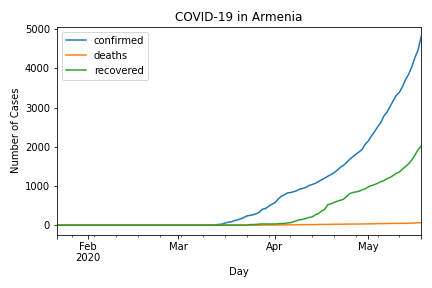 COVID-19 in Armenia
confirmed
deaths
recovered
Number of Cases
5000
4000
3000
2000
1000
0
Feb
2020
Mar
Apr
May
Day